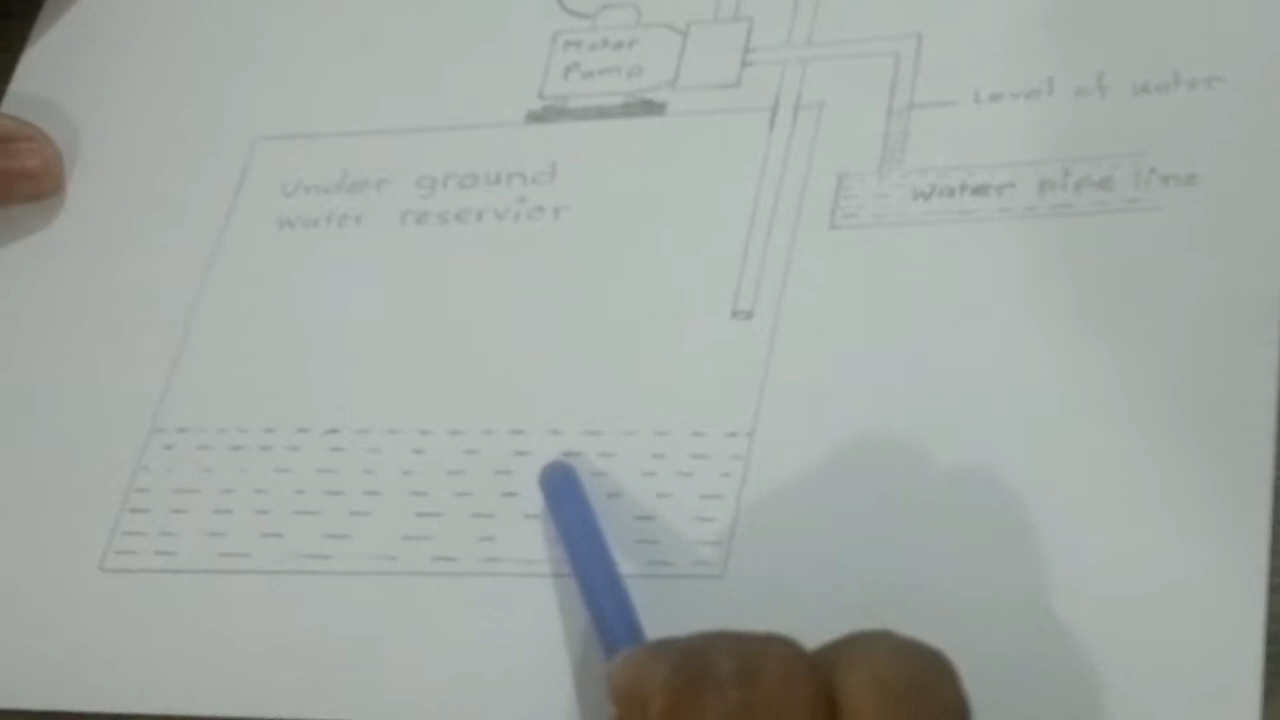 Motor
Pump
Level of water
Water pipe line
Under ground
water reservior